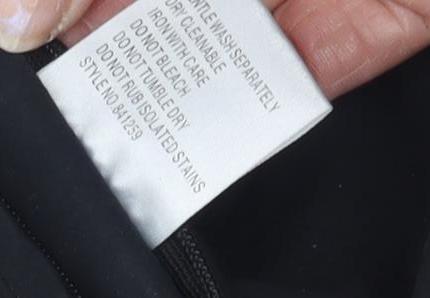 NTLE WASH SEPARATELY
DRY CLEANABLE
IRON WITH CARE
DO NOT BLEACH
DO NOT TUMBLE DRY
DO NOT RUB ISOLATED STAINS
STYLE NO. 841259